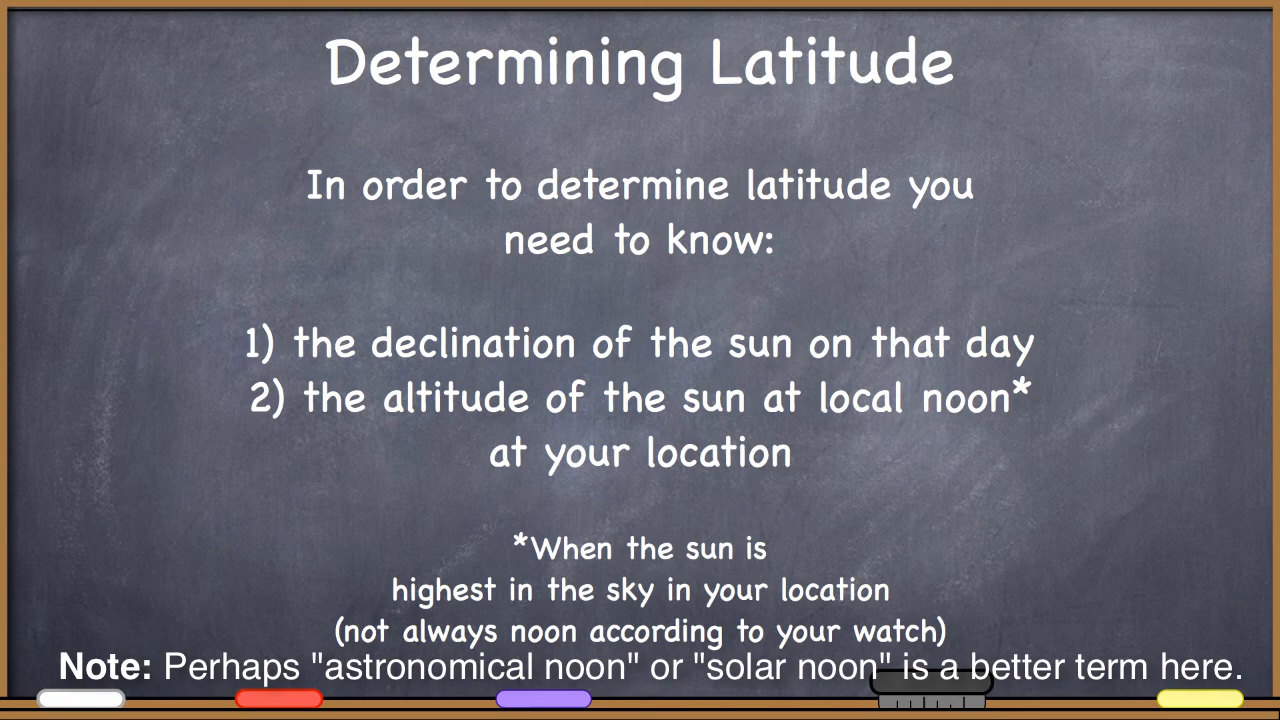 Determining Latitude
In order to determine latitude you
need to know:
1) the declination of the sun on that day
2) the altitude of the sun at local noon*
at your location
*When the sun is
highest in the sky in your location
(not always noon according to your watch)
Note: Perhaps "astronomical noon" or "solar noon" is a better term here.